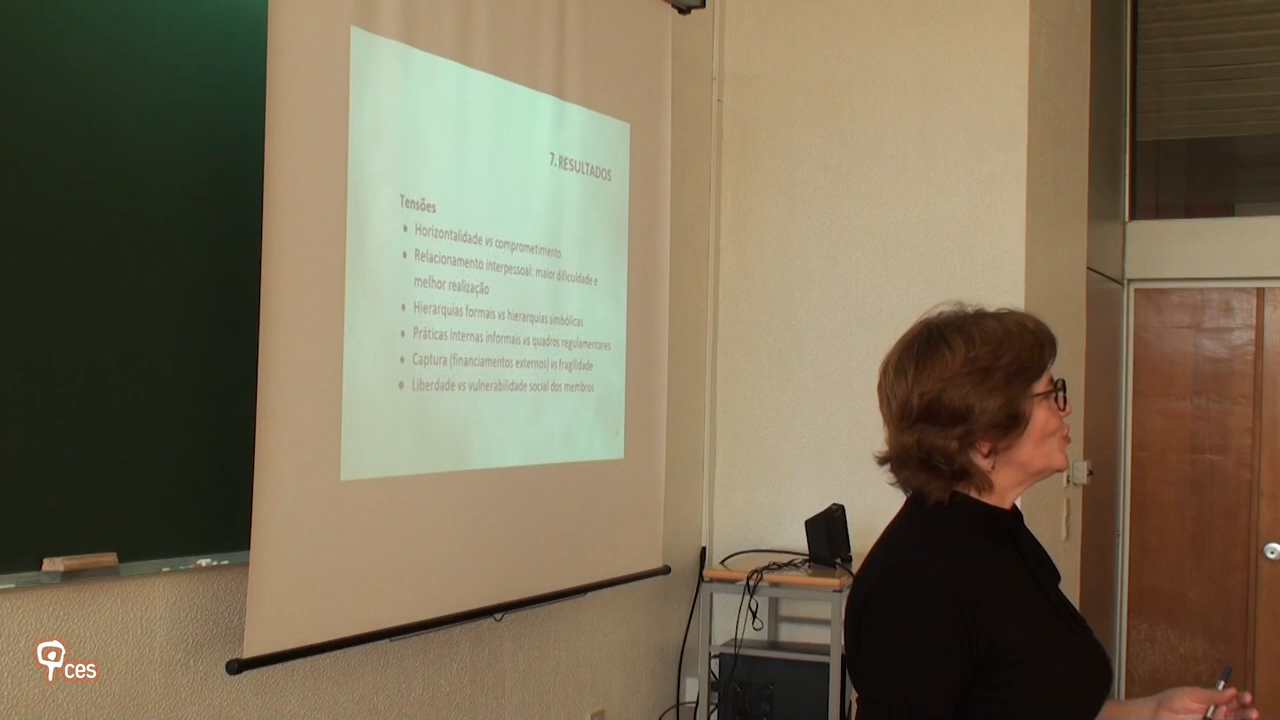 7. RESULTADOS
Tensões
• Horizontalidade vs comprometimento
• Relacionamento interpessoal: maior dificuldade e
melhor realização
• Hierarquias formais vs hierarquias simbólicas
• Práticas internas informais vs quadros regulamentares
• Captura (financiamentos externos) vs fragilidade
• Liberdade vs vulnerabilidade social dos membros
ces